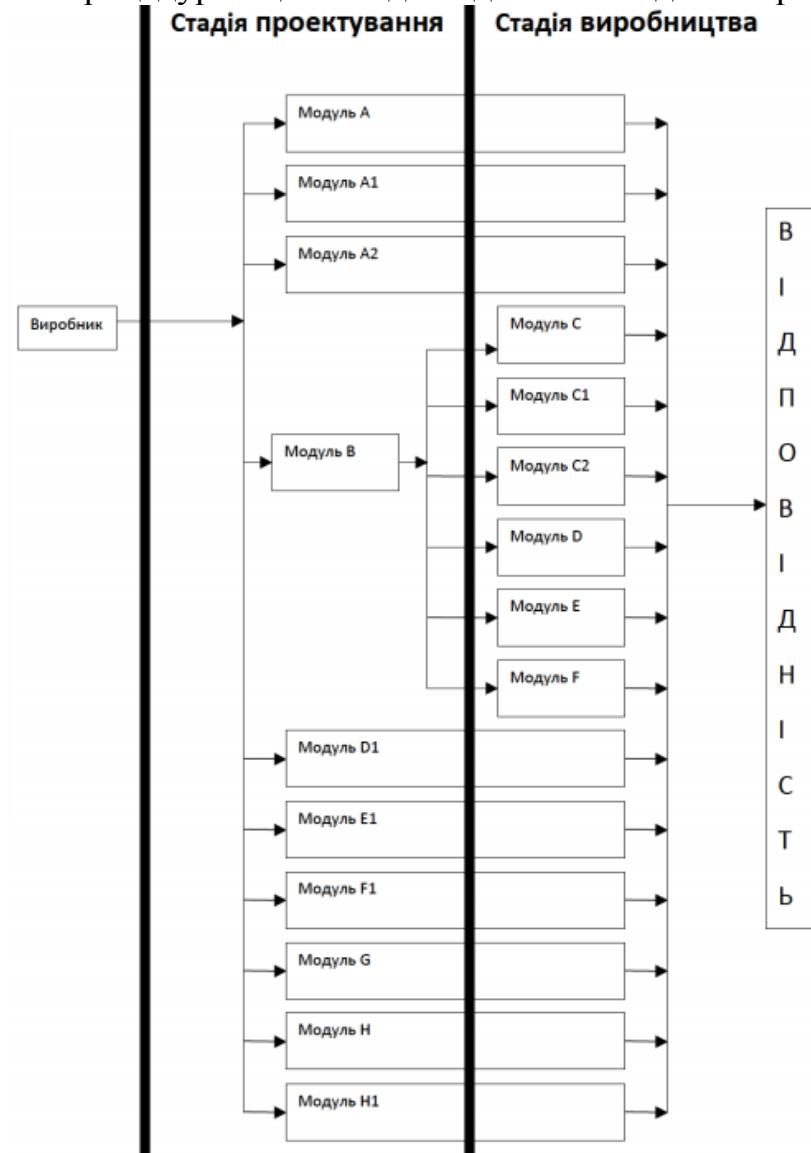 Стадія проектування
Стадія виробництва
Модуль A
Модуль A1
Модуль A2
Виробник
Модуль C
Модуль C1
Модуль B
Модуль C2
Модуль D
Модуль E
Модуль F
Модуль D1
Модуль E1
Модуль F1
Модуль G
Модуль H
Модуль H1
В
І
Д
П
О
В
І
Д
Н
І
С
Т
Ь